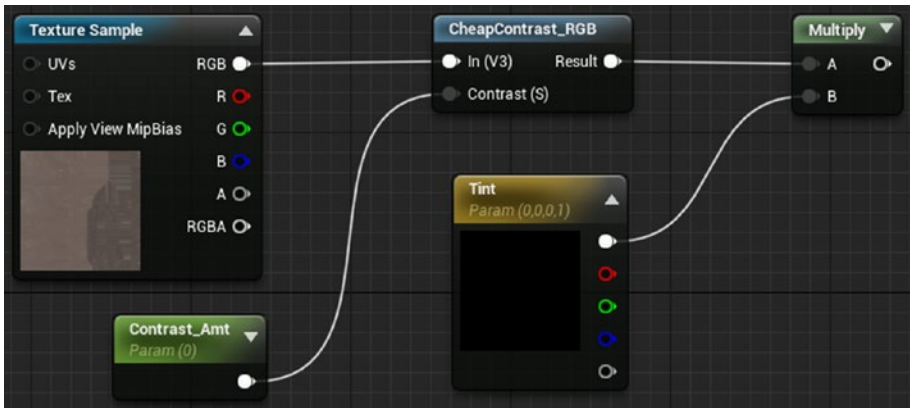 Texture Sample
UVs
RGB
Tex
R
Apply View MipBias
G
B
A
RGBA
Contrast_Amt
Param (0)
CheapContrast_RGB
In (V3)
Result
Contrast (S)
Tint
Param (0,0,0,1)
Multiply
A
B